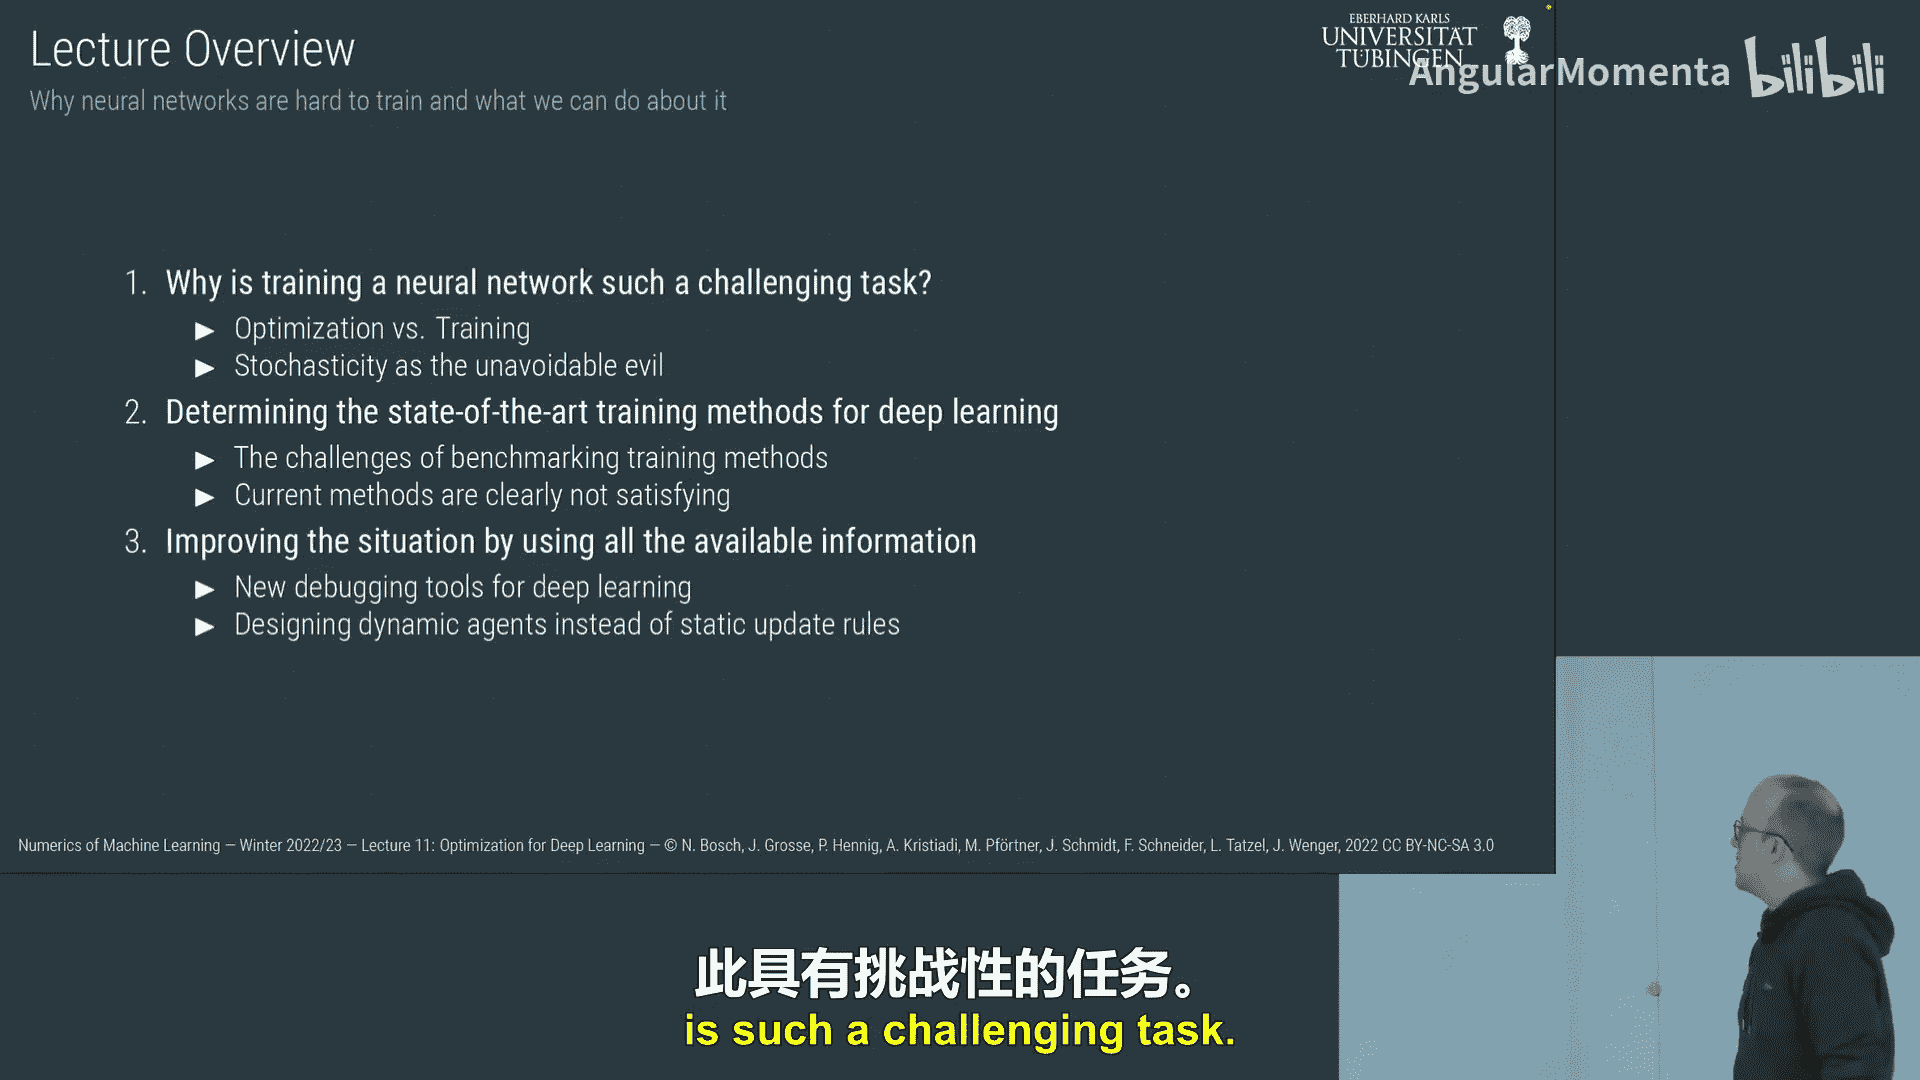 Lecture Overview
Why neural networks are hard to train and what we can do about it
EBERHARD KARLS
UNIVERSITÄT
TÜBINGEN
AngularMomenta bilibili
1. Why is training a neural network such a challenging task?
▶ Optimization vs. Training
▶ Stochasticity as the unavoidable evil
2. Determining the state-of-the-art training methods for deep learning
▶ The challenges of benchmarking training methods
▶ Current methods are clearly not satisfying
3. Improving the situation by using all the available information
▶ New debugging tools for deep learning
▶ Designing dynamic agents instead of static update rules
Numerics of Machine Learning — Winter 2022/23 — Lecture 11: Optimization for Deep Learning — © N. Bosch, J. Grosse, P. Hennig, A. Kristiadi, M. Pförtner, J. Schmidt, F. Schneider, L. Tatzel, J. Wenger, 2022 CC BY-NC-SA 3.0
此具有挑战性的任务。
is such a challenging task.